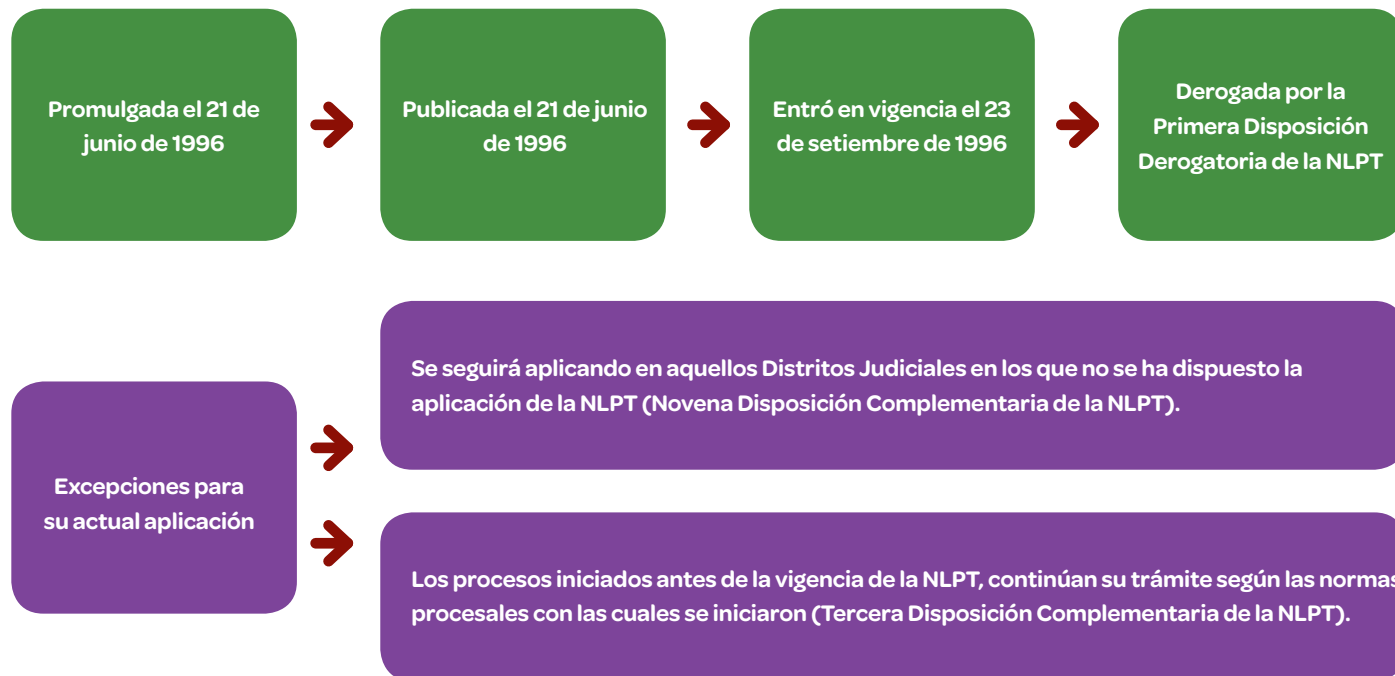 Promulgada el 21 de
junio de 1996
Publicada el 21 de junio
de 1996
Entró en vigencia el 23
de setiembre de 1996
Derogada por la
Primera Disposición
Derogatoria de la NLPT
Excepciones para
su actual aplicación
Se seguirá aplicando en aquellos Distritos Judiciales en los que no se ha dispuesto la
aplicación de la NLPT (Novena Disposición Complementaria de la NLPT).
Los procesos iniciados antes de la vigencia de la NLPT, continúan su trámite según las normas
procesales con las cuales se iniciaron (Tercera Disposición Complementaria de la NLPT).